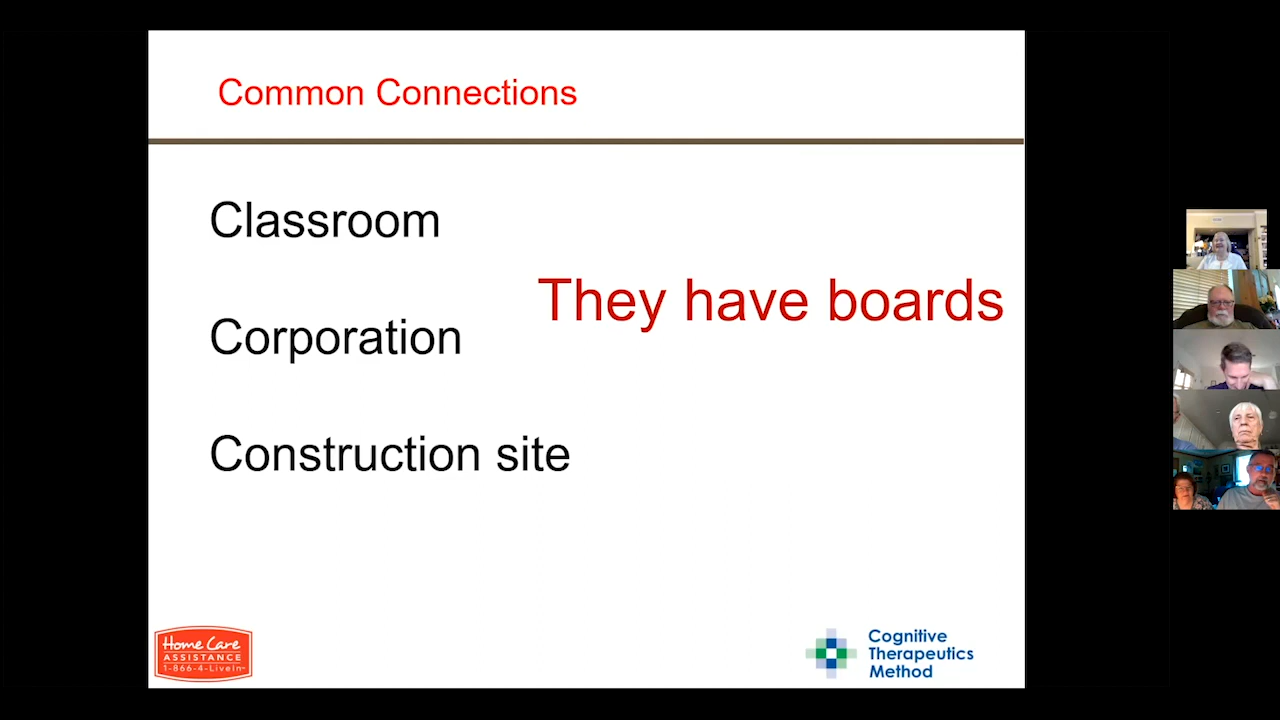 Common Connections
Classroom
They have boards
Corporation
Construction site
Home Care
ASSISTANCE
1-866-4-LiveIn
Cognitive
Therapeutics
Method